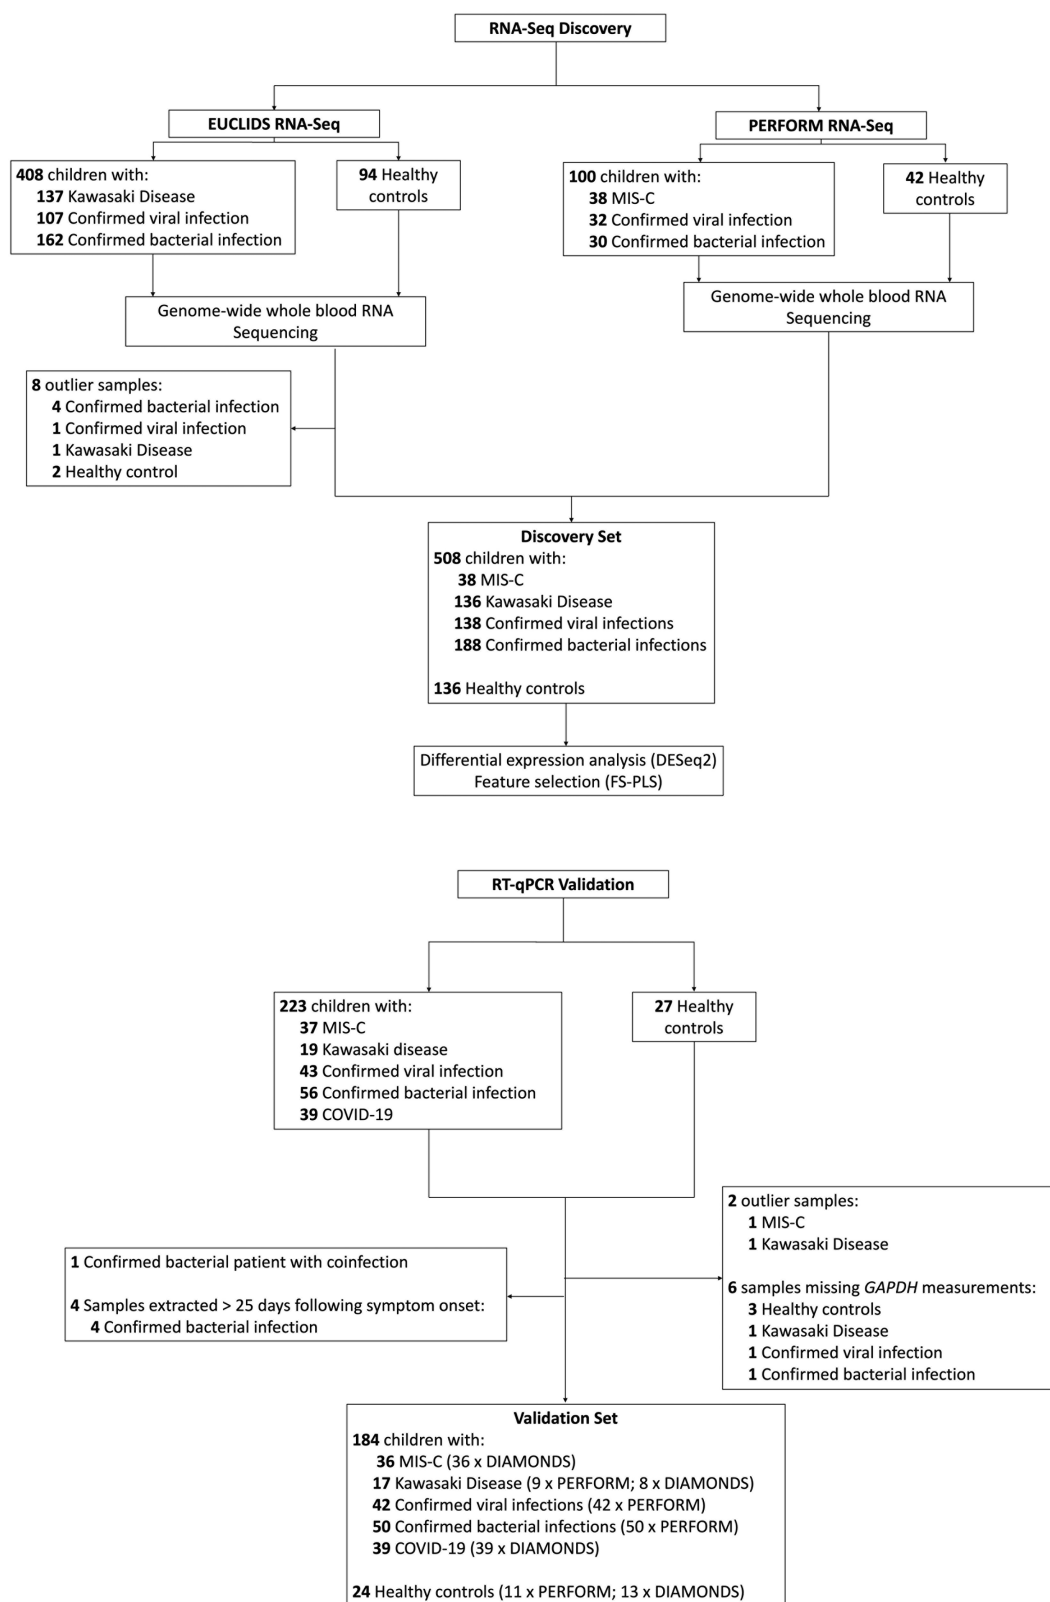 RNA-Seq Discovery
EUCLIDS RNA-Seq
408 children with:
137 Kawasaki Disease
107 Confirmed viral infection
162 Confirmed bacterial infection
94 Healthy
controls
Genome-wide whole blood RNA
Sequencing
PERFORM RNA-Seq
100 children with:
38 MIS-C
32 Confirmed viral infection
30 Confirmed bacterial infection
42 Healthy
controls
Genome-wide whole blood RNA
Sequencing
8 outlier samples:
4 Confirmed bacterial infection
1 Confirmed viral infection
1 Kawasaki Disease
2 Healthy control
Discovery Set
508 children with:
38 MIS-C
136 Kawasaki Disease
138 Confirmed viral infections
188 Confirmed bacterial infections
136 Healthy controls
Differential expression analysis (DESeq2)
Feature selection (FS-PLS)
RT-qPCR Validation
223 children with:
37 MIS-C
19 Kawasaki disease
43 Confirmed viral infection
56 Confirmed bacterial infection
39 COVID-19
27 Healthy
controls
2 outlier samples:
1 MIS-C
1 Kawasaki Disease
6 samples missing GAPDH measurements:
3 Healthy controls
1 Kawasaki Disease
1 Confirmed viral infection
1 Confirmed bacterial infection
1 Confirmed bacterial patient with coinfection
4 Samples extracted > 25 days following symptom onset:
4 Confirmed bacterial infection
Validation Set
184 children with:
36 MIS-C (36 x DIAMONDS)
17 Kawasaki Disease (9 x PERFORM; 8 x DIAMONDS)
42 Confirmed viral infections (42 x PERFORM)
50 Confirmed bacterial infections (50 x PERFORM)
39 COVID-19 (39 x DIAMONDS)
24 Healthy controls (11 x PERFORM; 13 x DIAMONDS)